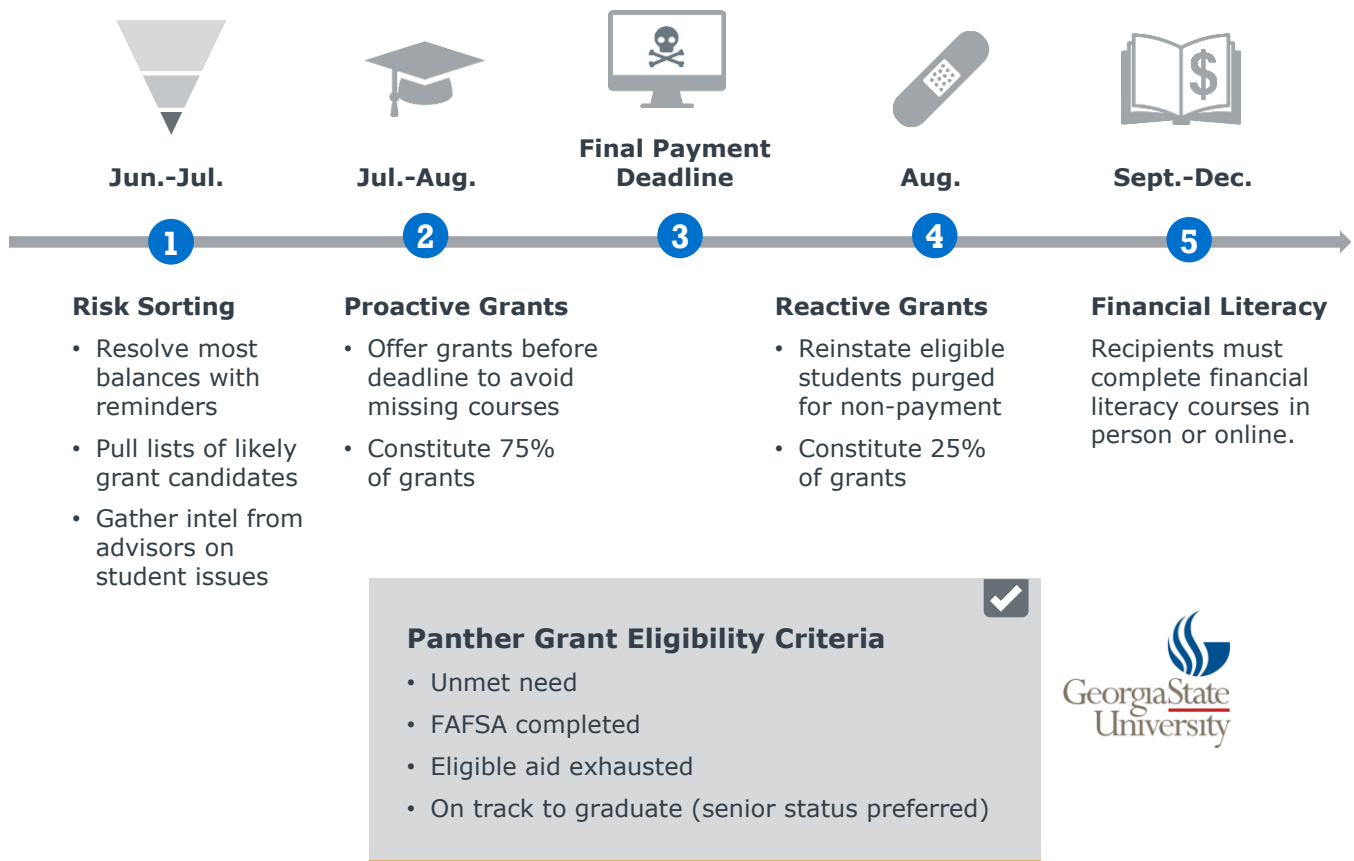 Jun.-Jul.
Jul.-Aug.
Final Payment
Deadline
Aug.
$
Sept.-Dec.
1
2
3
4
5
Risk Sorting
• Resolve most
balances with
reminders
• Pull lists of likely
grant candidates
• Gather intel from
advisors on
student issues
Proactive Grants
• Offer grants before
deadline to avoid
missing courses
• Constitute 75%
of grants
Reactive Grants
• Reinstate eligible
students purged
for non-payment
• Constitute 25%
of grants
Financial Literacy
Recipients must
complete financial
literacy courses in
person or online.
Panther Grant Eligibility Criteria
• Unmet need
• FAFSA completed
• Eligible aid exhausted
• On track to graduate (senior status preferred)
GeorgiaState
University